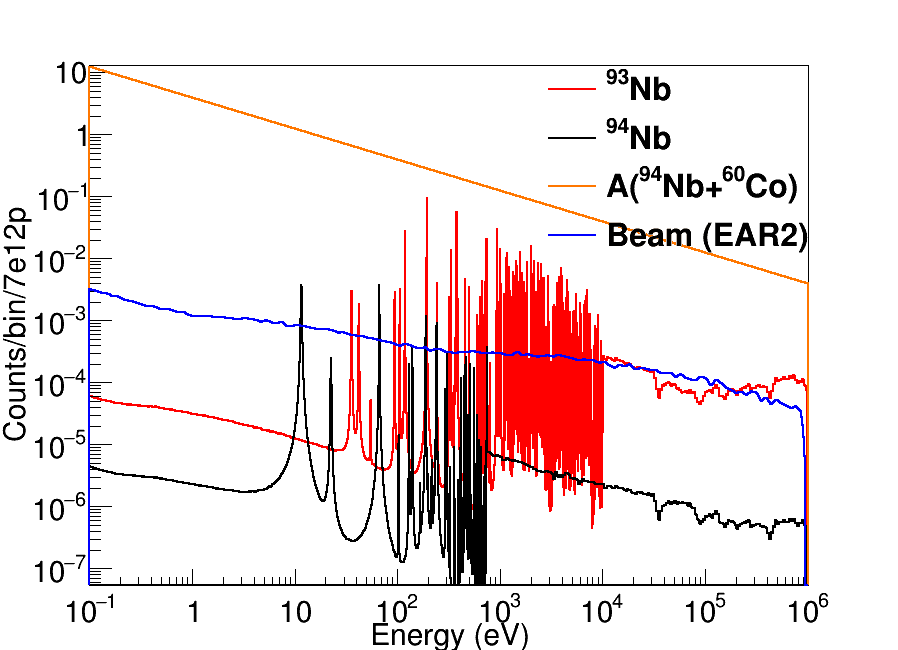 Counts/bin/7e12p
10
1
10⁻¹
10⁻²
10⁻³
10⁻⁴
10⁻⁵
10⁻⁶
10⁻⁷
⁹³Nb
⁹⁴Nb
A(⁹⁴Nb+⁶⁰Co)
Beam (EAR2)
10⁻¹ 1 10 10² 10³ 10⁴ 10⁵ 10⁶
Energy (eV)